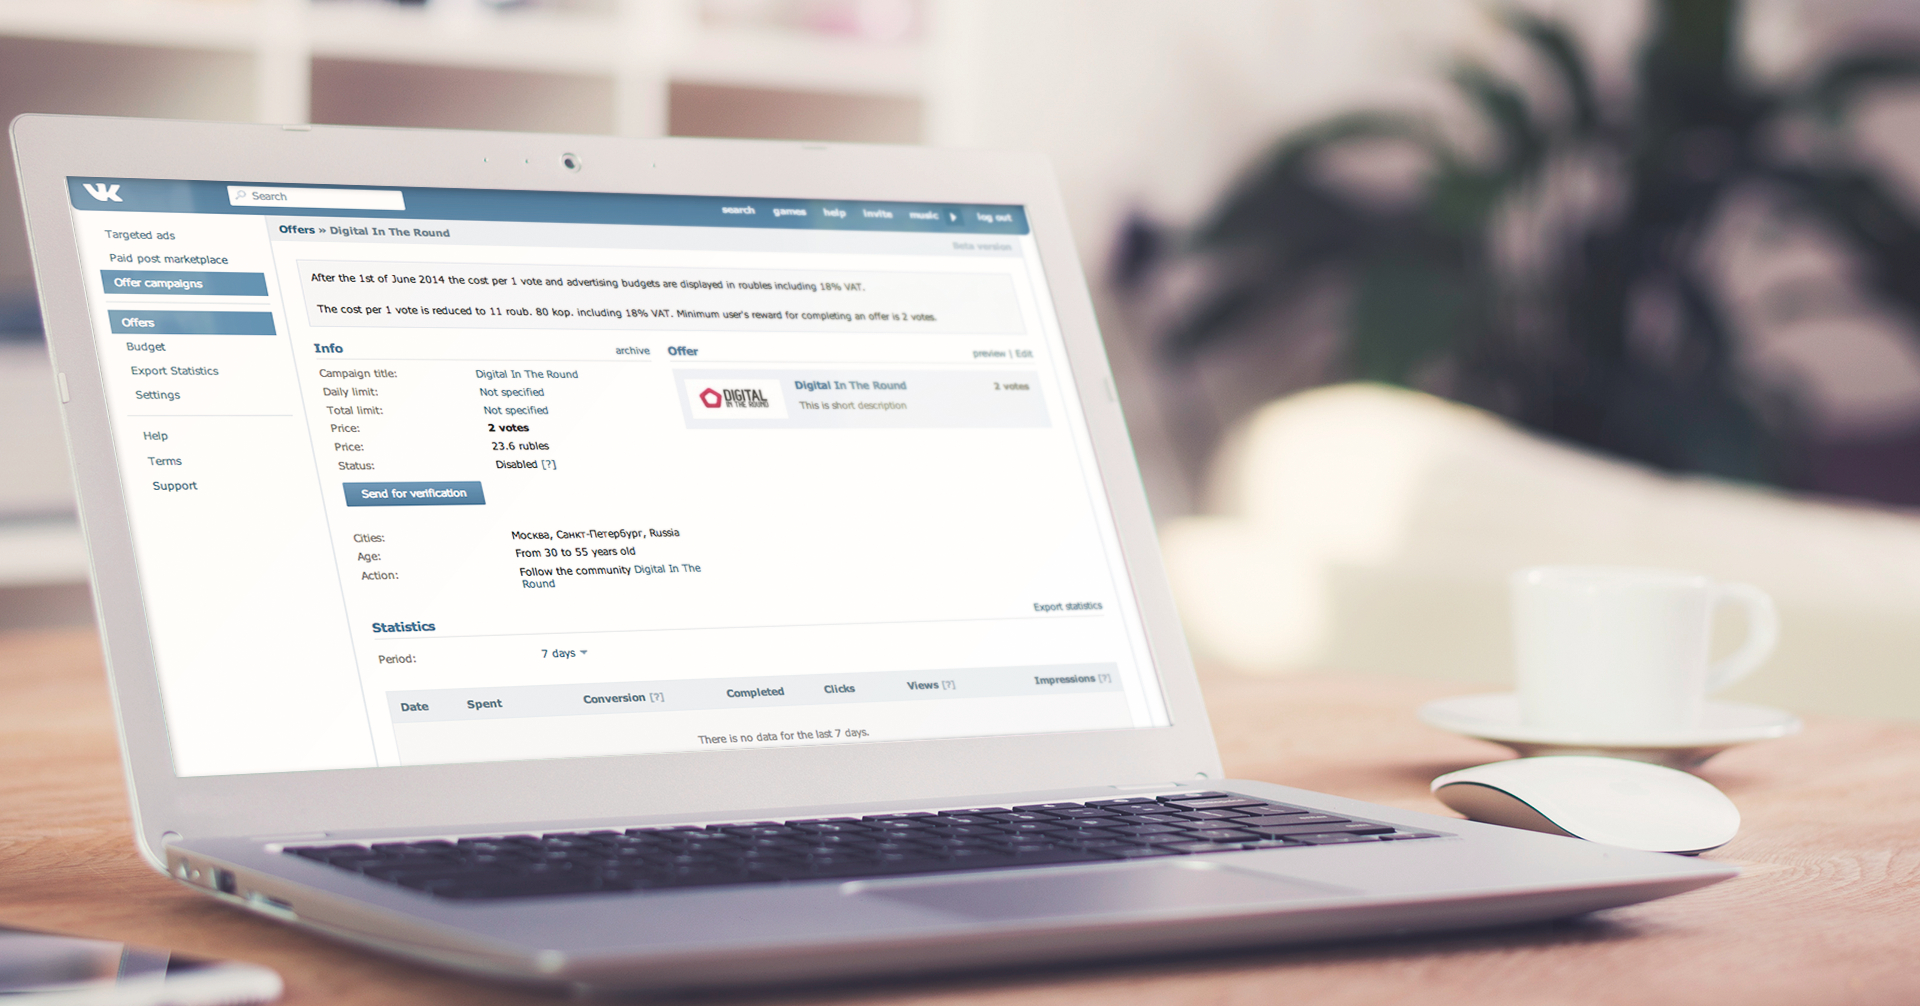 VK
Search
search games help invite music log out
Targeted ads
Paid post marketplace
Offer campaigns
Offers
Budget
Export Statistics
Settings
Help
Terms
Support
Offers » Digital In The Round
Beta version
After the 1st of June 2014 the cost per 1 vote and advertising budgets are displayed in roubles including 18% VAT.
The cost per 1 vote is reduced to 11 roub. 80 kop. including 18% VAT. Minimum user's reward for completing an offer is 2 votes.
Info
archive
Campaign title: Digital In The Round
Daily limit: Not specified
Total limit: Not specified
Price: 2 votes
Price: 23.6 rubles
Status: Disabled [?]
Send for verification
Offer
preview | Edit
DIGITAL
IN THE ROUND
Digital In The Round
2 votes
This is short description
Cities: Москва, Санкт-Петербург, Russia
Age: From 30 to 55 years old
Action: Follow the community Digital In The
Round
Statistics
Export statistics
Period: 7 days
Date Spent Conversion [?] Completed Clicks Views [?] Impressions [?]
There is no data for the last 7 days.